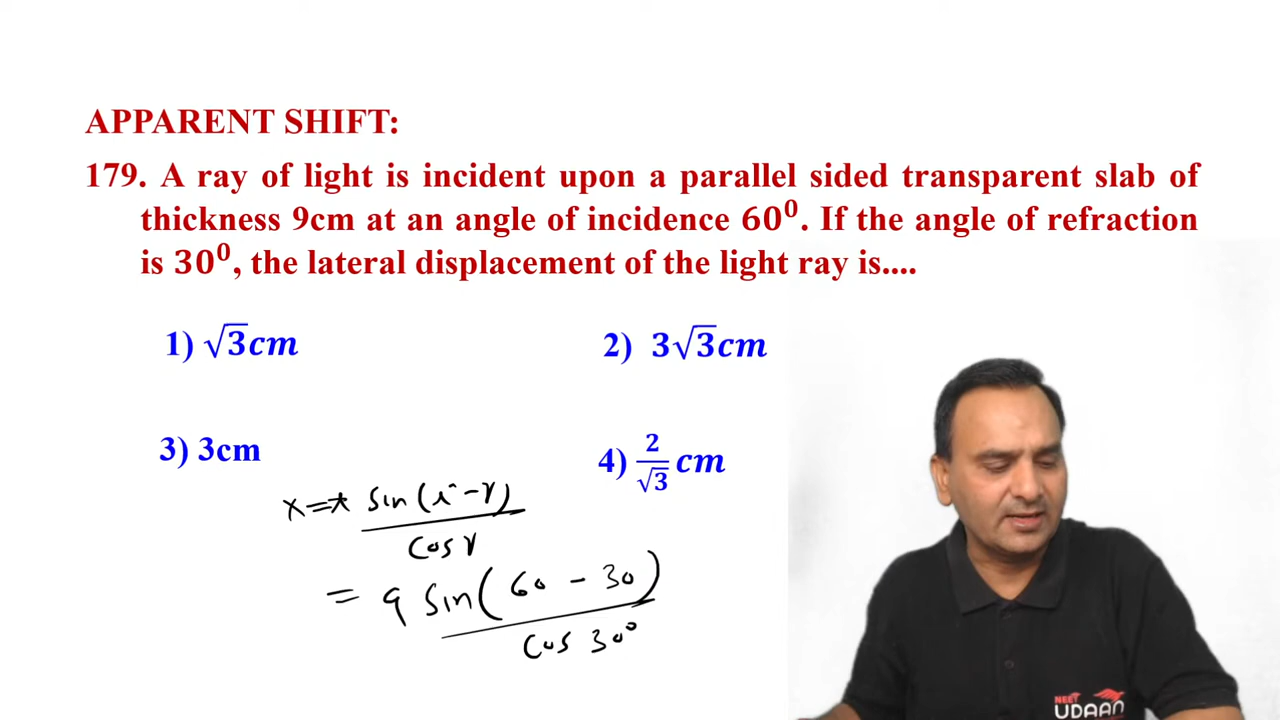 APPARENT SHIFT:
179. A ray of light is incident upon a parallel sided transparent slab of
thickness 9cm at an angle of incidence 60⁰. If the angle of refraction
is 30⁰, the lateral displacement of the light ray is....
1) √3cm
2) 3√3cm
3) 3cm
4) 2/√3 cm
x = t sin(i-r)
cos r
= 9 sin(60 - 30)
cos 30°
NEET
UDAAN